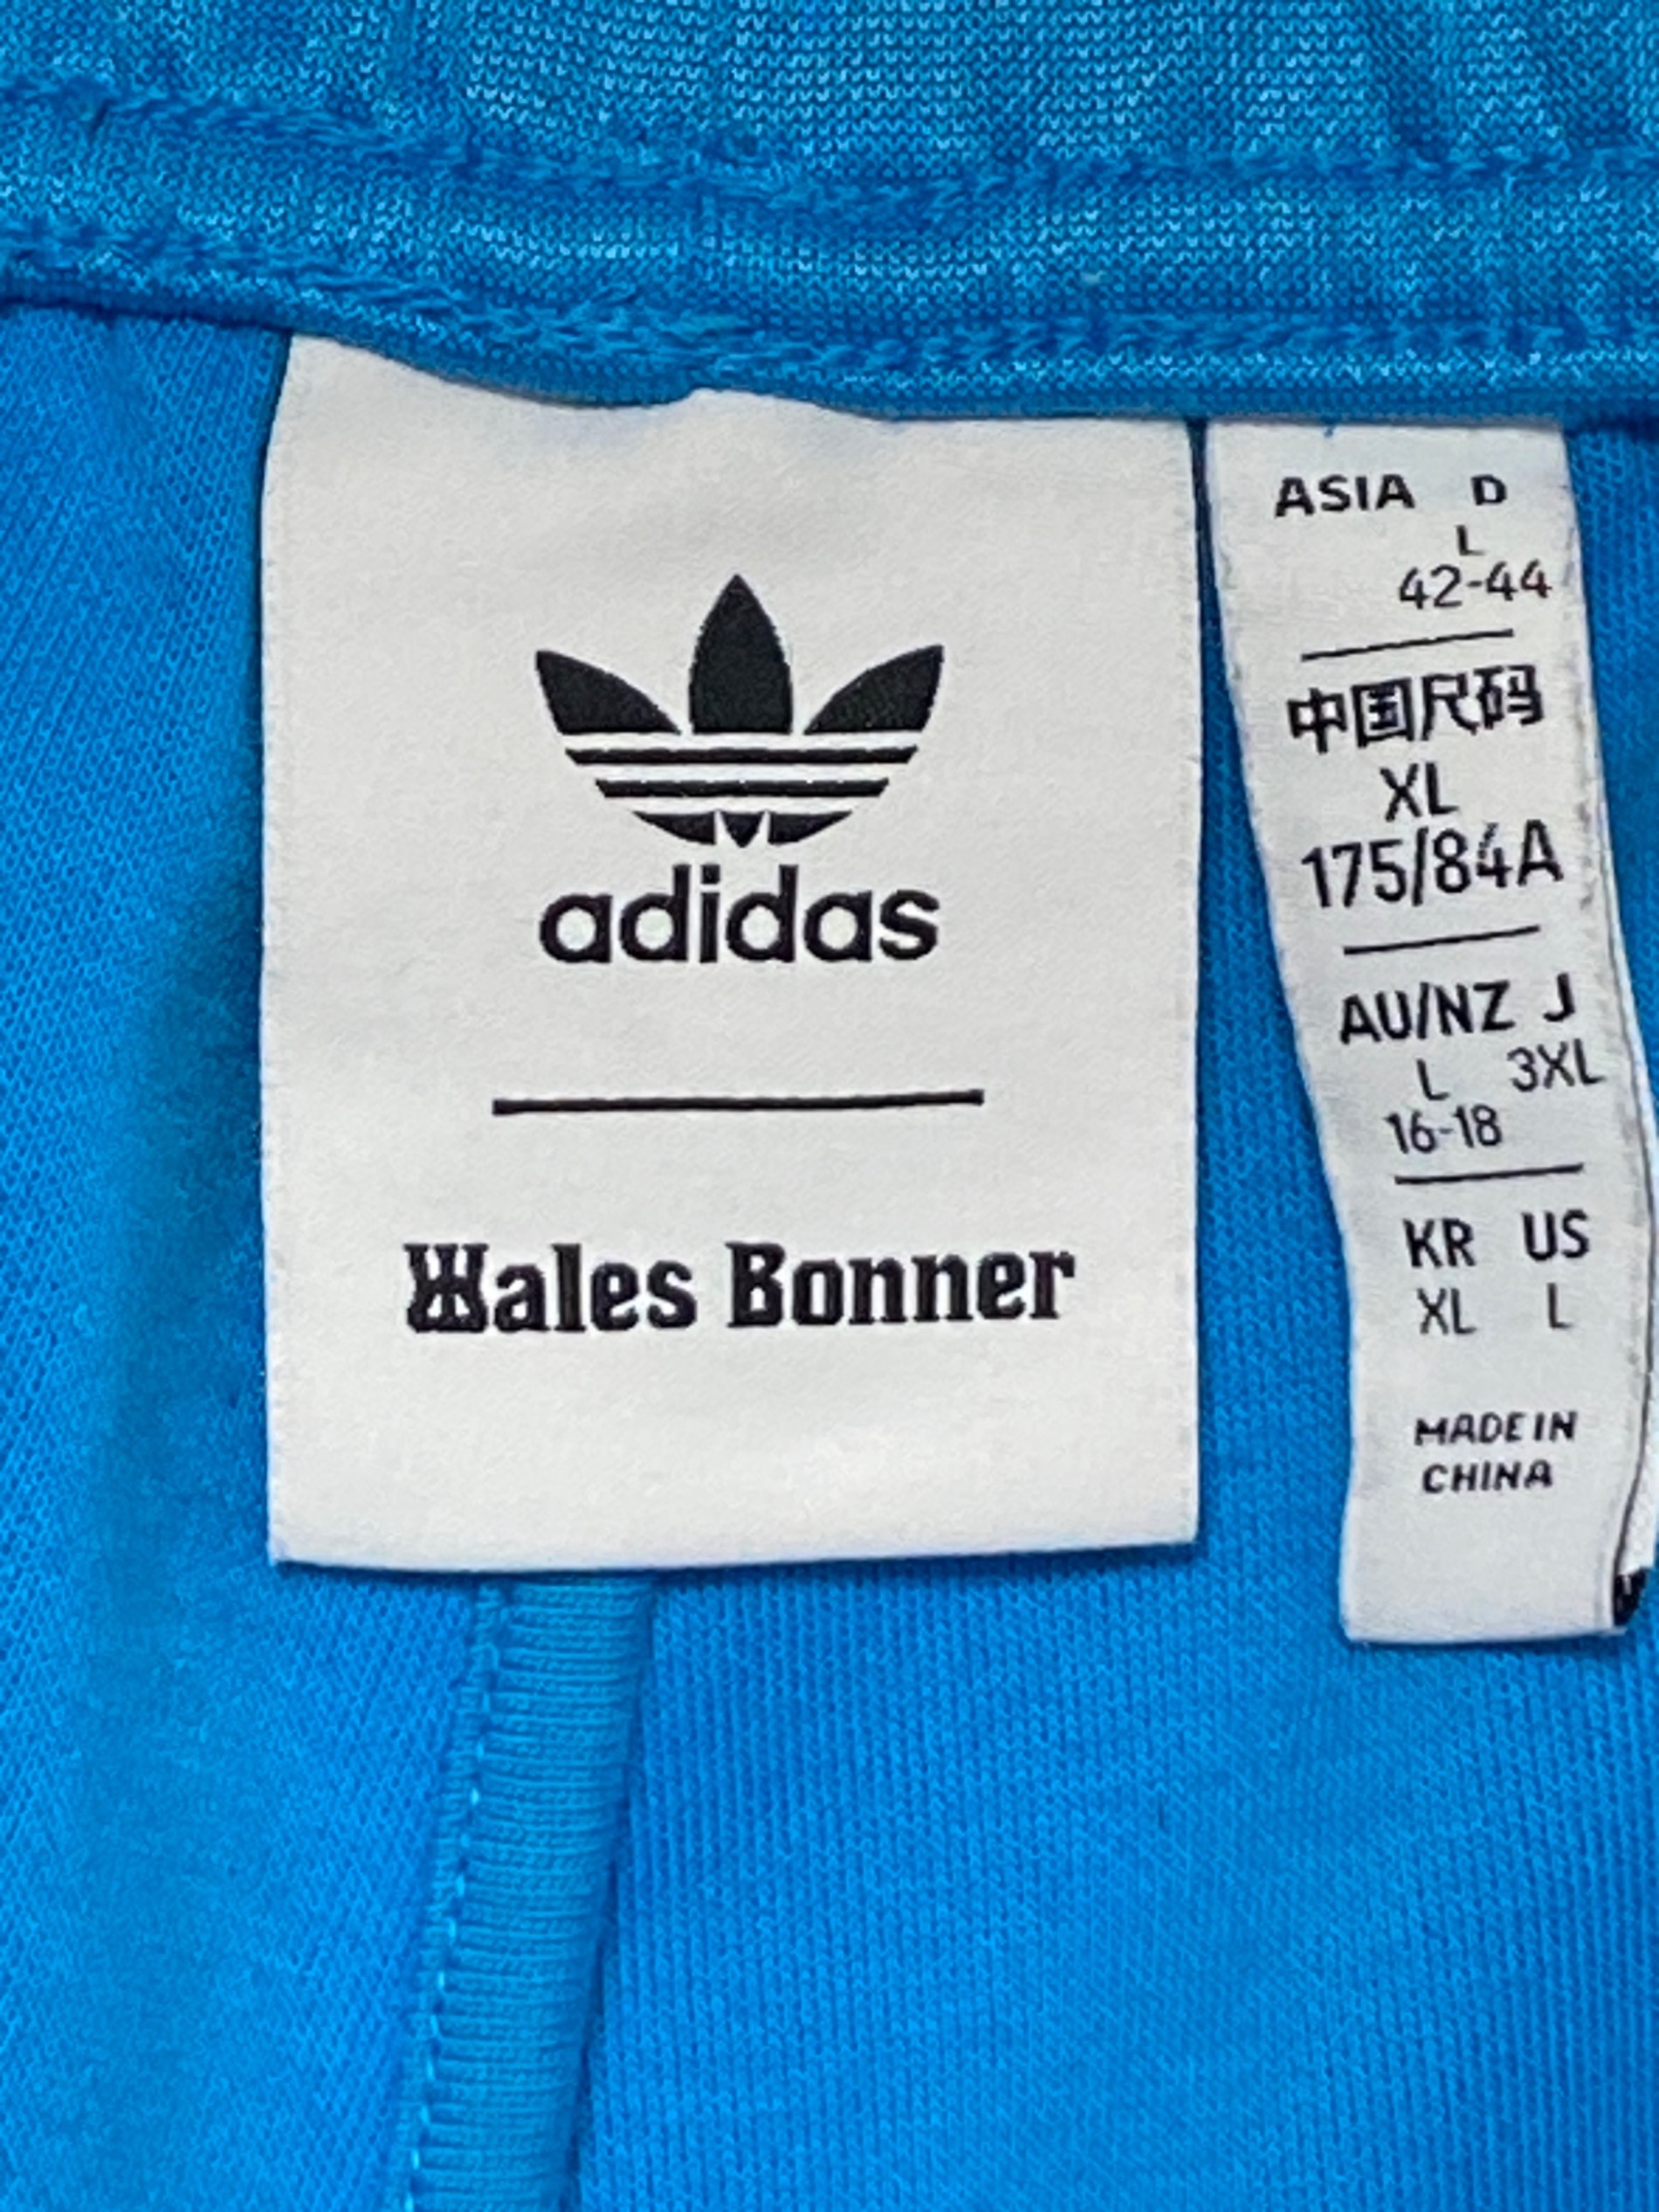 adidas
Wales Bonner
ASIA D
L
42-44
中国尺码
XL
175/84A
AU/NZ J
L 3XL
16-18
KR US
XL L
MADE IN
CHINA